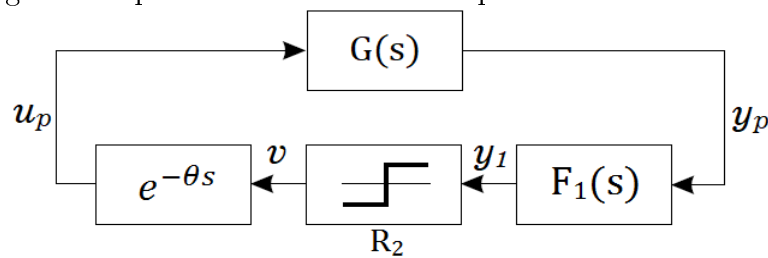 G(s)
u_p
y_p
v
y_1
e^{-θs}
F_1(s)
R_2